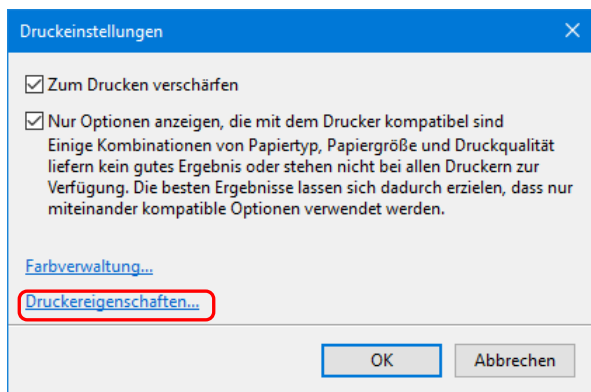 Druckeinstellungen
Zum Drucken verschärfen
Nur Optionen anzeigen, die mit dem Drucker kompatibel sind
Einige Kombinationen von Papiertyp, Papiergröße und Druckqualität
liefern kein gutes Ergebnis oder stehen nicht bei allen Druckern zur
Verfügung. Die besten Ergebnisse lassen sich dadurch erzielen, dass nur
miteinander kompatible Optionen verwendet werden.
Farbverwaltung...
Druckereigenschaften...
OK Abbrechen